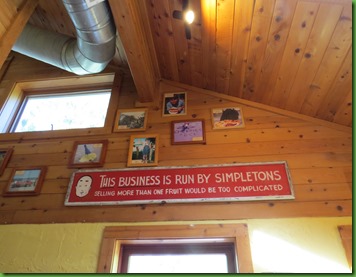 THIS BUSINESS IS RUN BY SIMPLETONS
SELLING MORE THAN ONE FRUIT WOULD BE TOO COMPLICATED